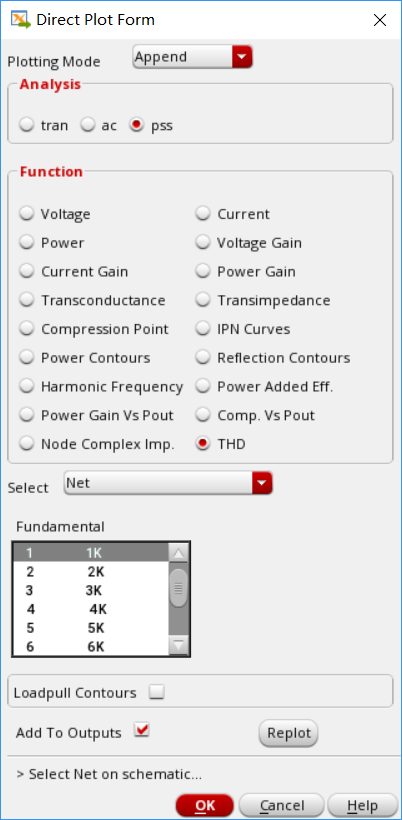 Direct Plot Form
Plotting Mode Append
Analysis
tran ac pss
Function
Voltage Current
Power Voltage Gain
Current Gain Power Gain
Transconductance Transimpedance
Compression Point IPN Curves
Power Contours Reflection Contours
Harmonic Frequency Power Added Eff.
Power Gain Vs Pout Comp. Vs Pout
Node Complex Imp. THD
Select Net
Fundamental
1 1K
2 2K
3 3K
4 4K
5 5K
6 6K
Loadpull Contours
Add To Outputs Replot
> Select Net on schematic...
OK Cancel Help